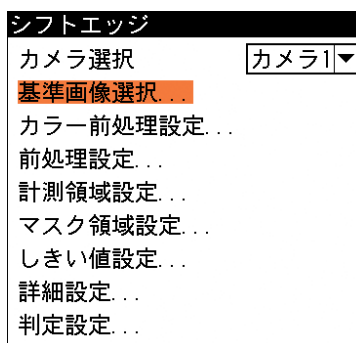 シフトエッジ
カメラ選択 カメラ1▼
基準画像選択...
カラー前処理設定...
前処理設定...
計測領域設定...
マスク領域設定...
しきい値設定...
詳細設定...
判定設定...